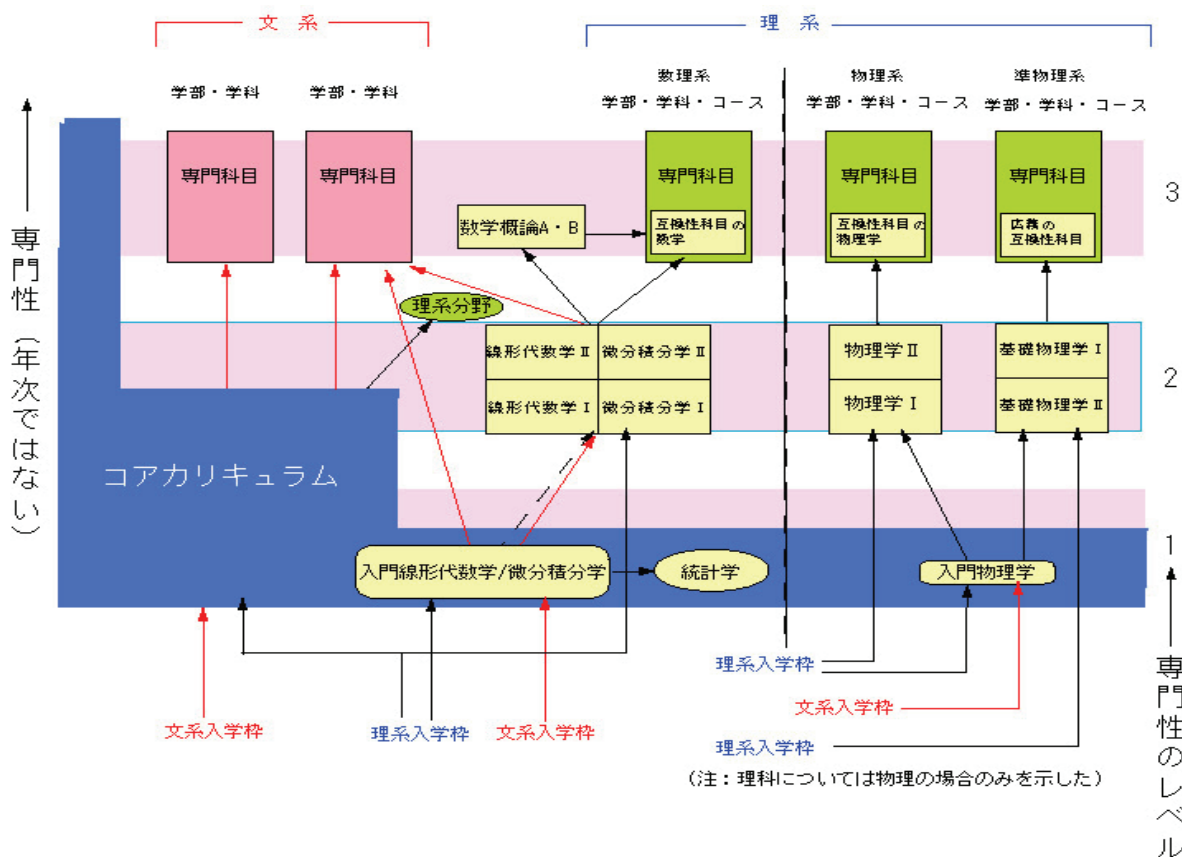 文系
理系
学部・学科
学部・学科
数理系
学部・学科・コース
物理系
学部・学科・コース
準物理系
学部・学科・コース
専門科目
専門科目
専門科目
専門科目
専門科目
3
数学概論A・B
互換性科目の
数学
互換性科目の
物理学
広義の
互換性科目
専門性（年次ではない）
理系分野
線形代数学Ⅱ
微分積分学Ⅱ
物理学Ⅱ
基礎物理学Ⅰ
2
線形代数学Ⅰ
微分積分学Ⅰ
物理学Ⅰ
基礎物理学Ⅱ
コアカリキュラム
1
入門線形代数学/微分積分学
統計学
入門物理学
理系入学枠
文系入学枠
文系入学枠
理系入学枠
文系入学枠
理系入学枠
（注：理科については物理の場合のみを示した）
専門性のレベル